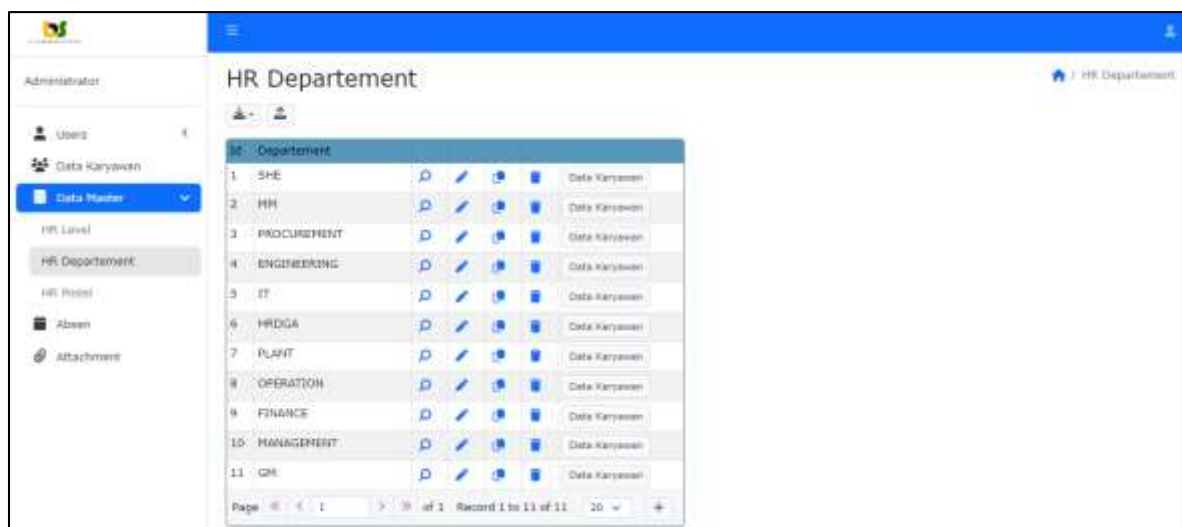 Administrator
Users
Data Karyawan
Data Master
HR Level
HR Departement
HR Posisi
Absen
Attachment
HR Departement
/ HR Departement
Id Departement
1 SHE Data Karyawan
2 MM Data Karyawan
3 PROCUREMENT Data Karyawan
4 ENGINEERING Data Karyawan
5 IT Data Karyawan
6 HRDGA Data Karyawan
7 PLANT Data Karyawan
8 OPERATION Data Karyawan
9 FINANCE Data Karyawan
10 MANAGEMENT Data Karyawan
11 GM Data Karyawan
Page 1 of 1 Record 1 to 11 of 11 20